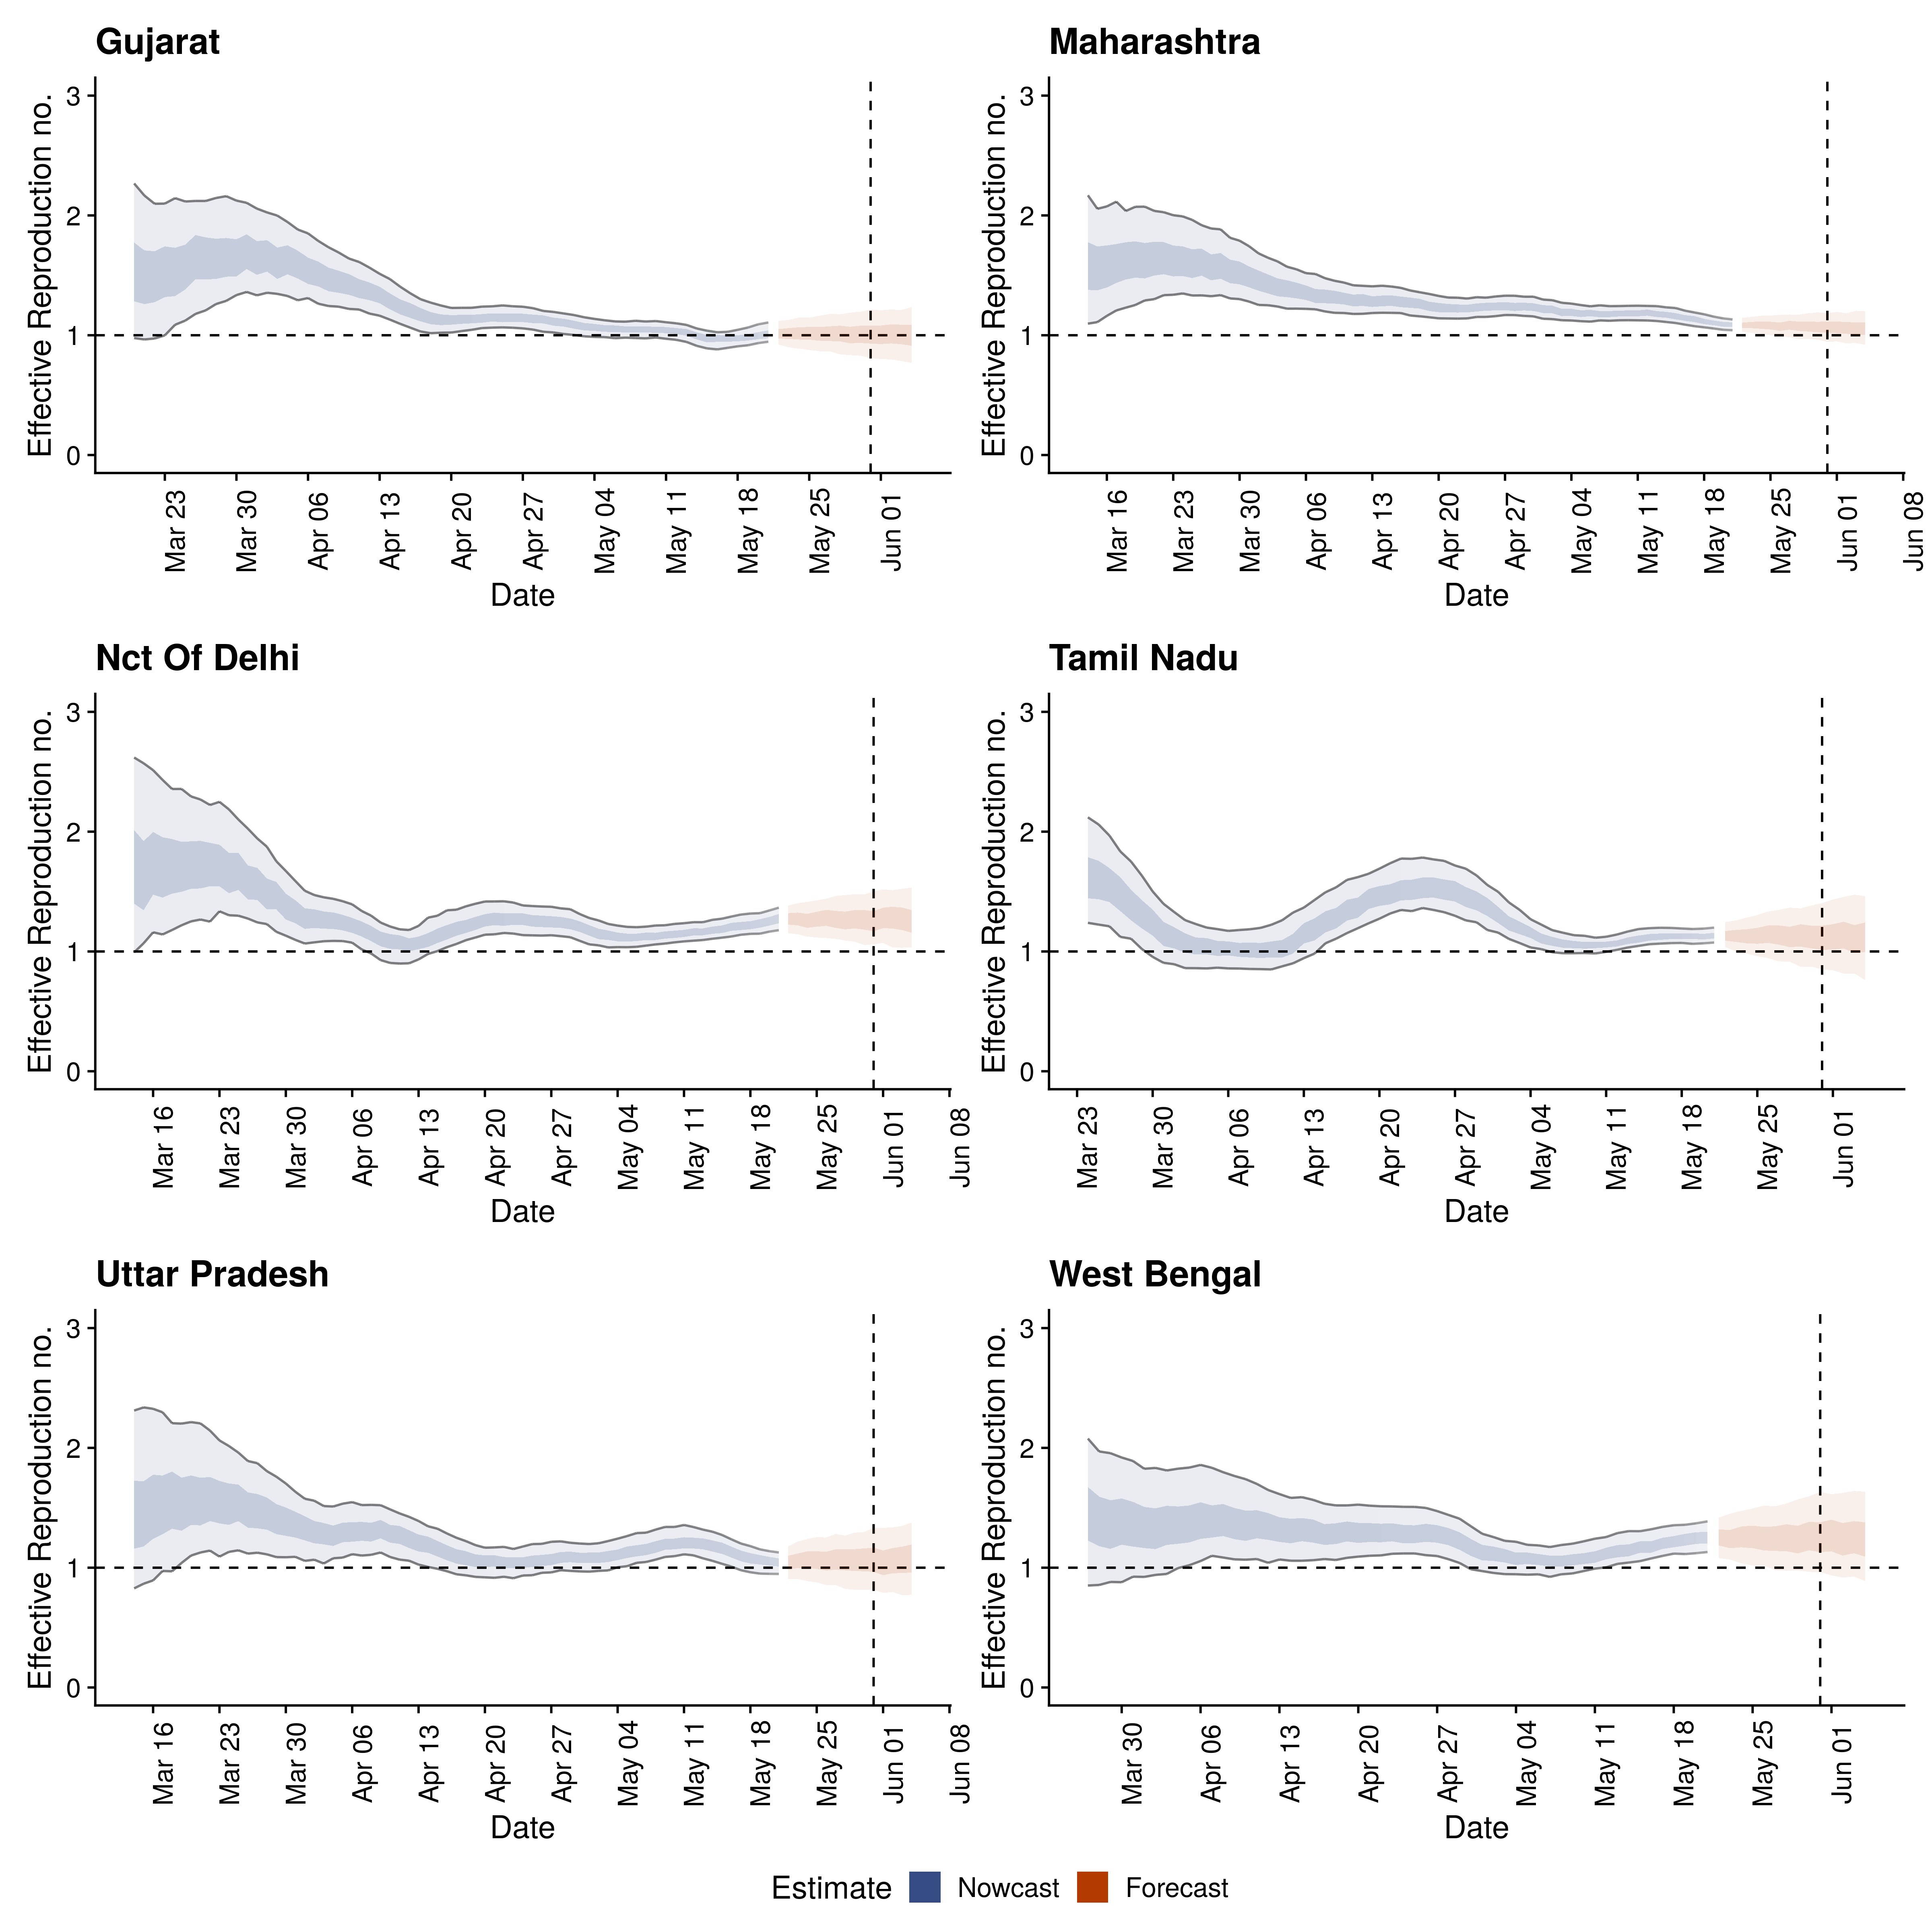 Gujarat
Effective Reproduction no.
3
2
1
0
Mar 23
Mar 30
Apr 06
Apr 13
Apr 20
Apr 27
May 04
May 11
May 18
May 25
Jun 01
Date
Maharashtra
Effective Reproduction no.
3
2
1
0
Mar 16
Mar 23
Mar 30
Apr 06
Apr 13
Apr 20
Apr 27
May 04
May 11
May 18
May 25
Jun 01
Jun 08
Date
Nct Of Delhi
Effective Reproduction no.
3
2
1
0
Mar 16
Mar 23
Mar 30
Apr 06
Apr 13
Apr 20
Apr 27
May 04
May 11
May 18
May 25
Jun 01
Jun 08
Date
Tamil Nadu
Effective Reproduction no.
3
2
1
0
Mar 23
Mar 30
Apr 06
Apr 13
Apr 20
Apr 27
May 04
May 11
May 18
May 25
Jun 01
Date
Uttar Pradesh
Effective Reproduction no.
3
2
1
0
Mar 16
Mar 23
Mar 30
Apr 06
Apr 13
Apr 20
Apr 27
May 04
May 11
May 18
May 25
Jun 01
Jun 08
Date
West Bengal
Effective Reproduction no.
3
2
1
0
Mar 30
Apr 06
Apr 13
Apr 20
Apr 27
May 04
May 11
May 18
May 25
Jun 01
Date
Estimate Nowcast Forecast